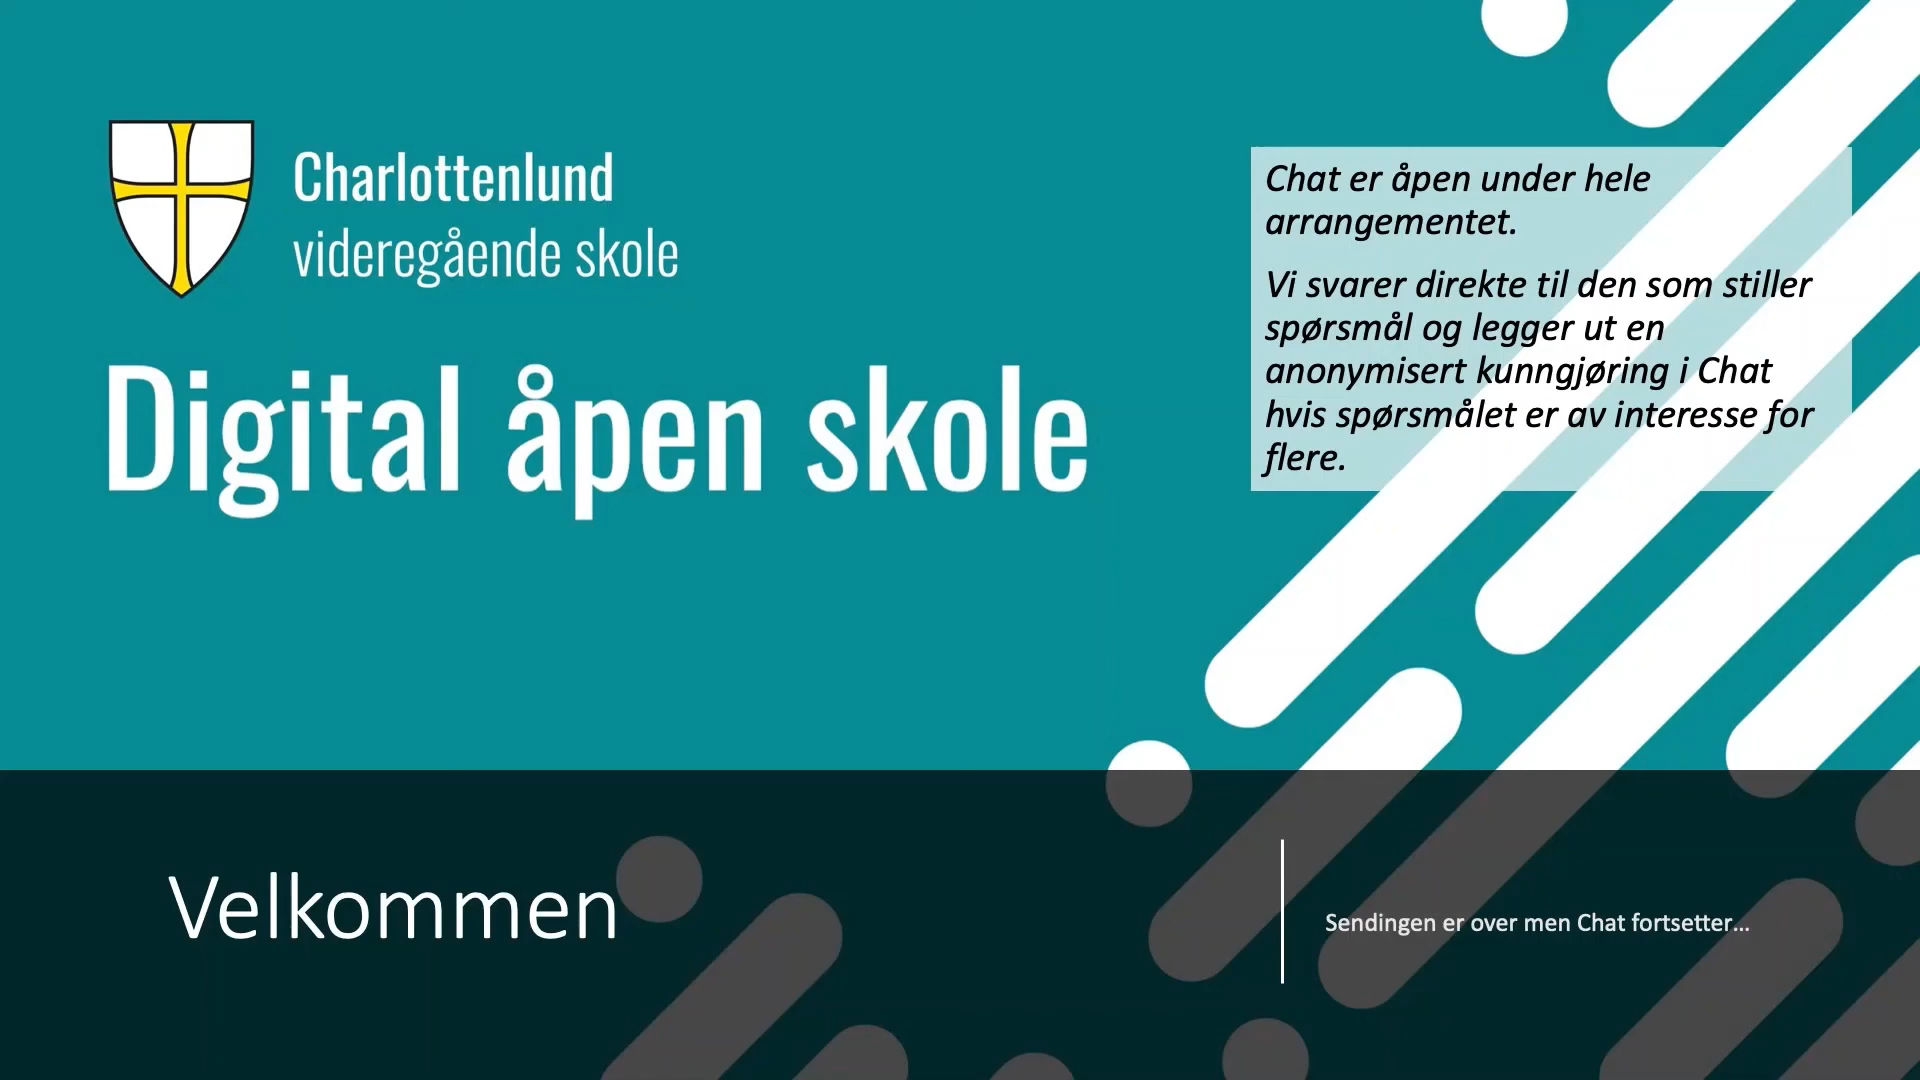 Charlottenlund
videregående skole
Digital åpen skole
Chat er åpen under hele
arrangementet.
Vi svarer direkte til den som stiller
spørsmål og legger ut en
anonymisert kunngjøring i Chat
hvis spørsmålet er av interesse for
flere.
Velkommen
Sendingen er over men Chat fortsetter...